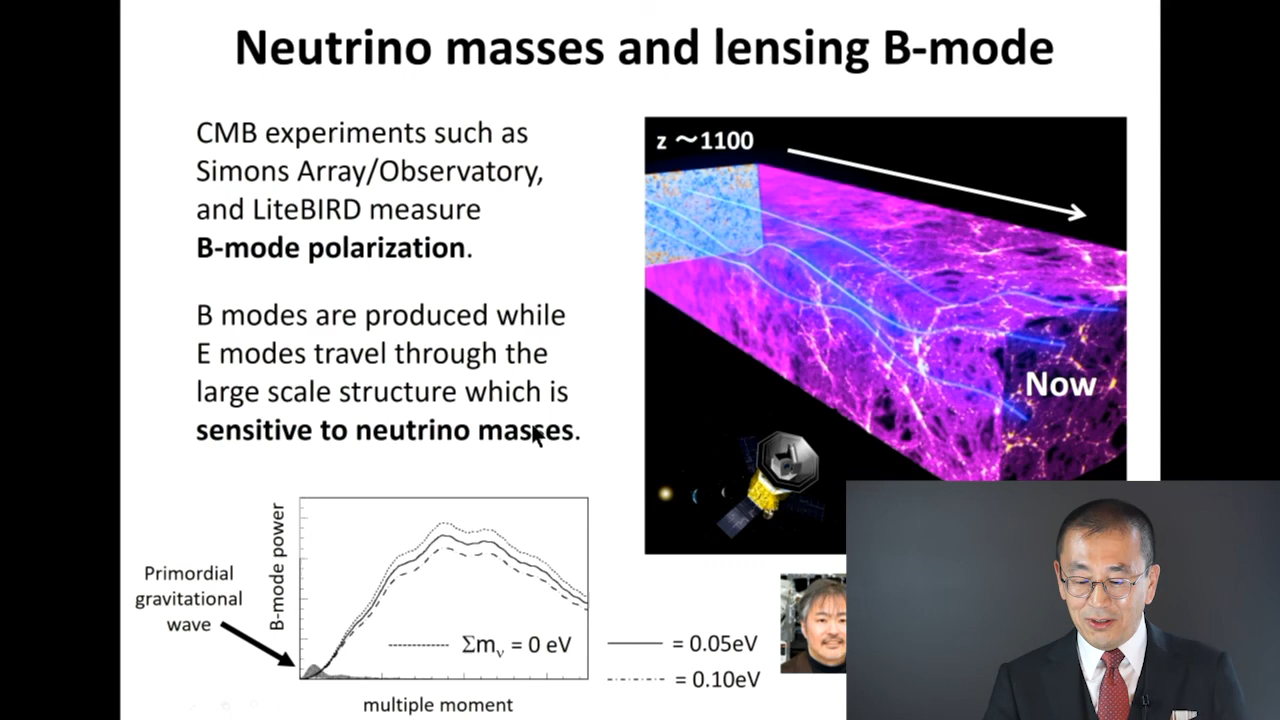 Neutrino masses and lensing B-mode
CMB experiments such as
Simons Array/Observatory,
and LiteBIRD measure
B-mode polarization.
B modes are produced while
E modes travel through the
large scale structure which is
sensitive to neutrino masses.
z ～1100
Now
Primordial
gravitational
wave
B-mode power
Σmν = 0 eV
= 0.05eV
= 0.10eV
multiple moment